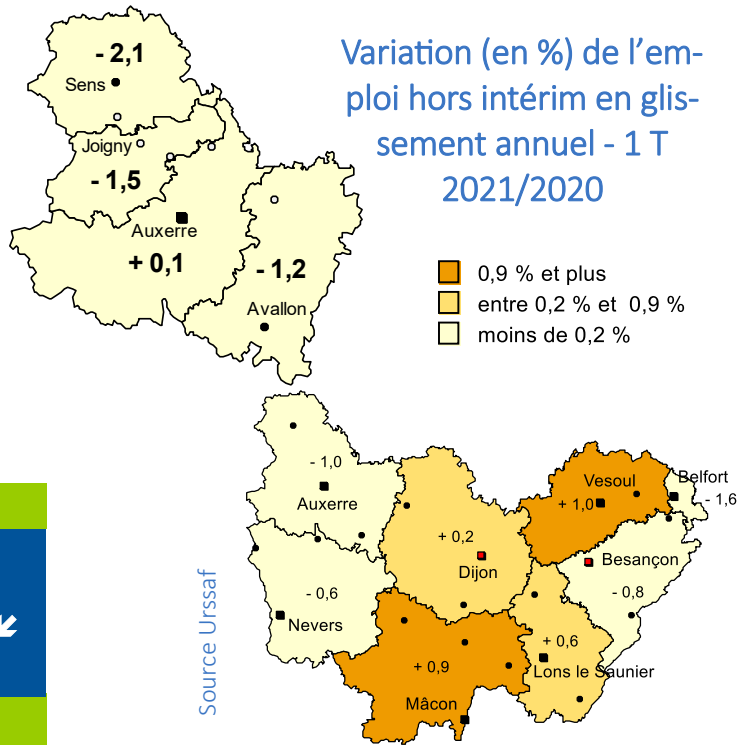 Variation (en %) de l'em-
ploi hors intérim en glis-
sement annuel - 1 T
2021/2020
- 2,1
Sens
Joigny
- 1,5
Auxerre
+ 0,1
- 1,2
Avallon
0,9 % et plus
entre 0,2 % et 0,9 %
moins de 0,2 %
- 1,0
Auxerre
Vesoul
+ 1,0
Belfort
- 1,6
+ 0,2
Dijon
Besançon
- 0,8
- 0,6
Nevers
+ 0,6
Lons le Saunier
+ 0,9
Mâcon
Source Urssaf